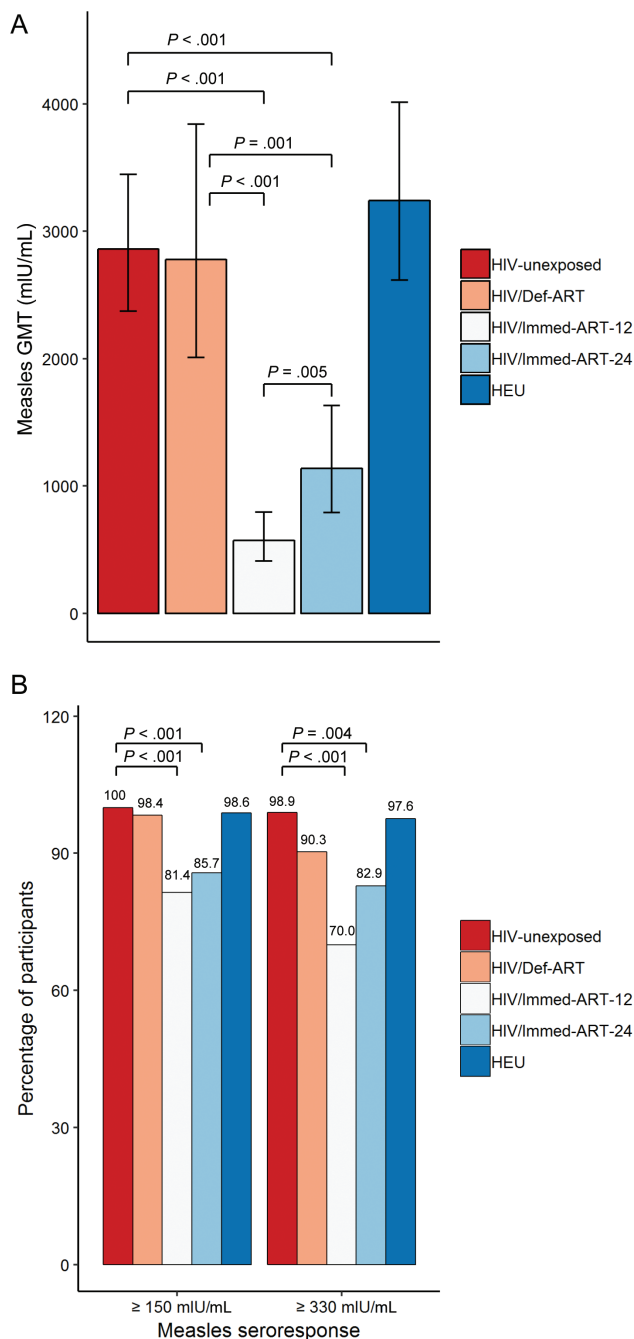 A
P < .001
P < .001
P = .001
P < .001
P = .005
4000
3000
2000
1000
0
Measles GMT (mIU/mL)
HIV-unexposed
HIV/Def-ART
HIV/Immed-ART-12
HIV/Immed-ART-24
HEU
B
120
90
60
30
0
Percentage of participants
P < .001
P < .001
P = .004
P < .001
100
98.4
81.4
85.7
98.6
98.9
90.3
70.0
82.9
97.6
HIV-unexposed
HIV/Def-ART
HIV/Immed-ART-12
HIV/Immed-ART-24
HEU
≥ 150 mIU/mL
≥ 330 mIU/mL
Measles seroresponse